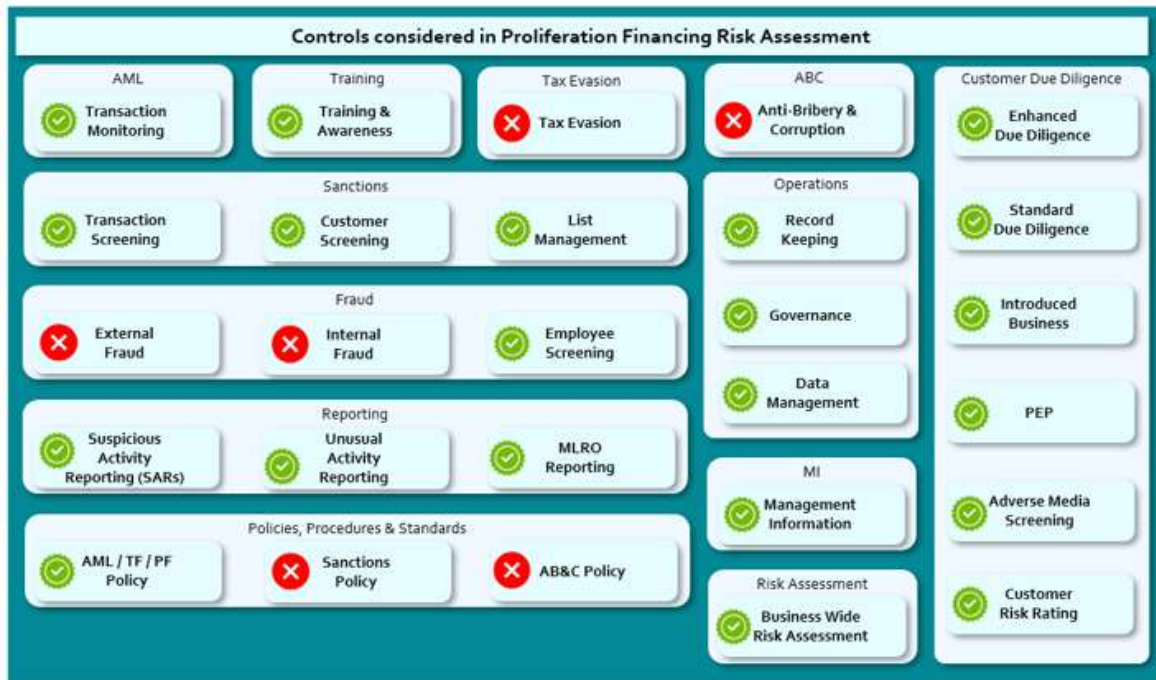 Controls considered in Proliferation Financing Risk Assessment
AML
Transaction
Monitoring
Training
Training &
Awareness
Tax Evasion
Tax Evasion
ABC
Anti-Bribery &
Corruption
Customer Due Diligence
Enhanced
Due Diligence
Standard
Due Diligence
Introduced
Business
PEP
Adverse Media
Screening
Customer
Risk Rating
Sanctions
Transaction
Screening
Customer
Screening
List
Management
Operations
Record
Keeping
Governance
Data
Management
Fraud
External
Fraud
Internal
Fraud
Employee
Screening
Reporting
Suspicious
Activity
Reporting (SARs)
Unusual
Activity
Reporting
MLRO
Reporting
MI
Management
Information
Policies, Procedures & Standards
AML / TF / PF
Policy
Sanctions
Policy
AB&C Policy
Risk Assessment
Business Wide
Risk Assessment